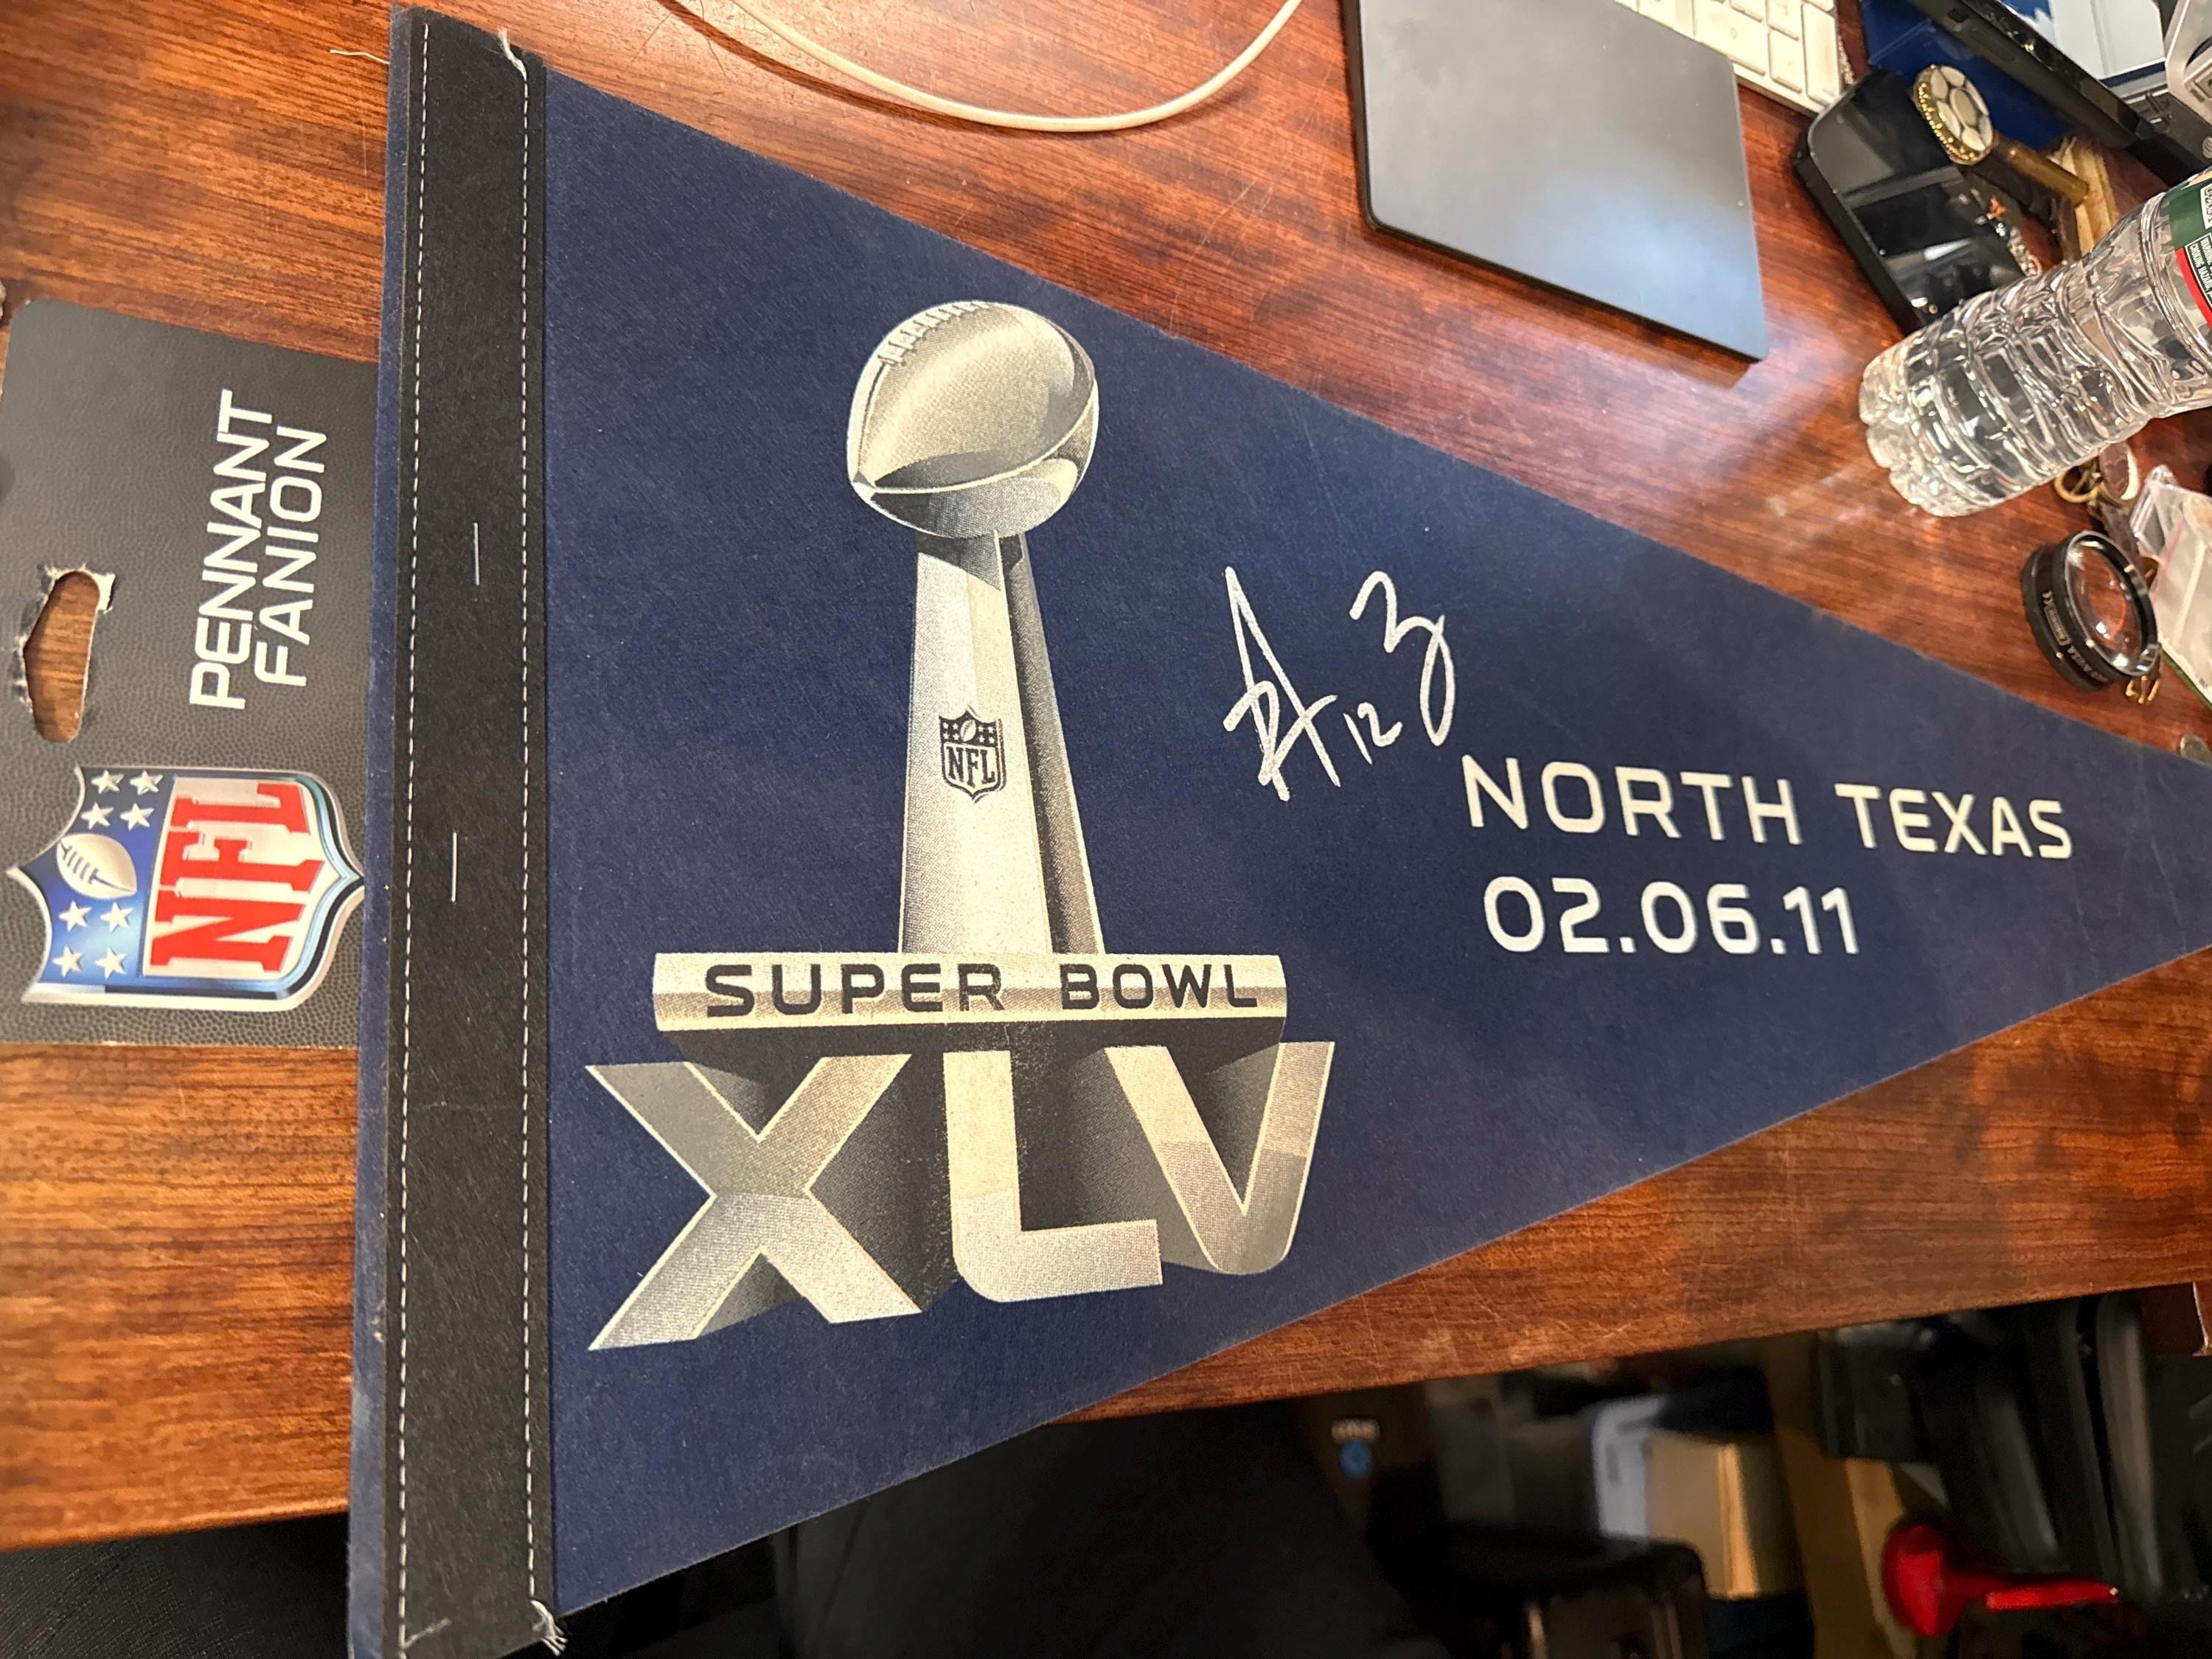 PENNANT
FANION
NFL
NFL
12
NORTH TEXAS
02.06.11
SUPER BOWL
XLV